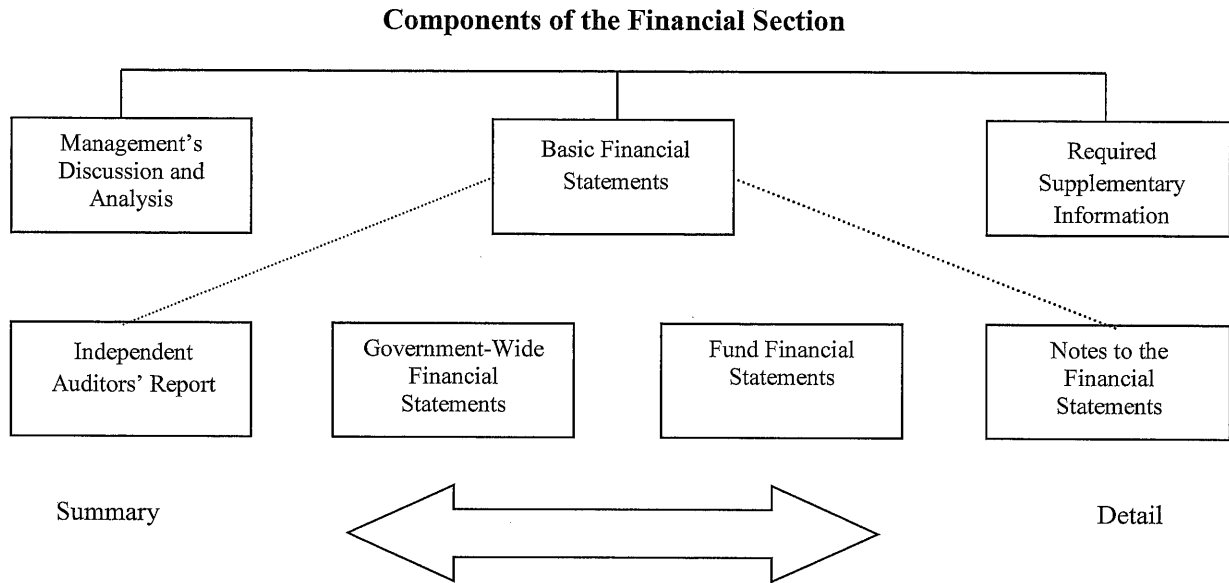 Components of the Financial Section
Management's
Discussion and
Analysis
Basic Financial
Statements
Required
Supplementary
Information
Independent
Auditors' Report
Government-Wide
Financial
Statements
Fund Financial
Statements
Notes to the
Financial
Statements
Summary
Detail